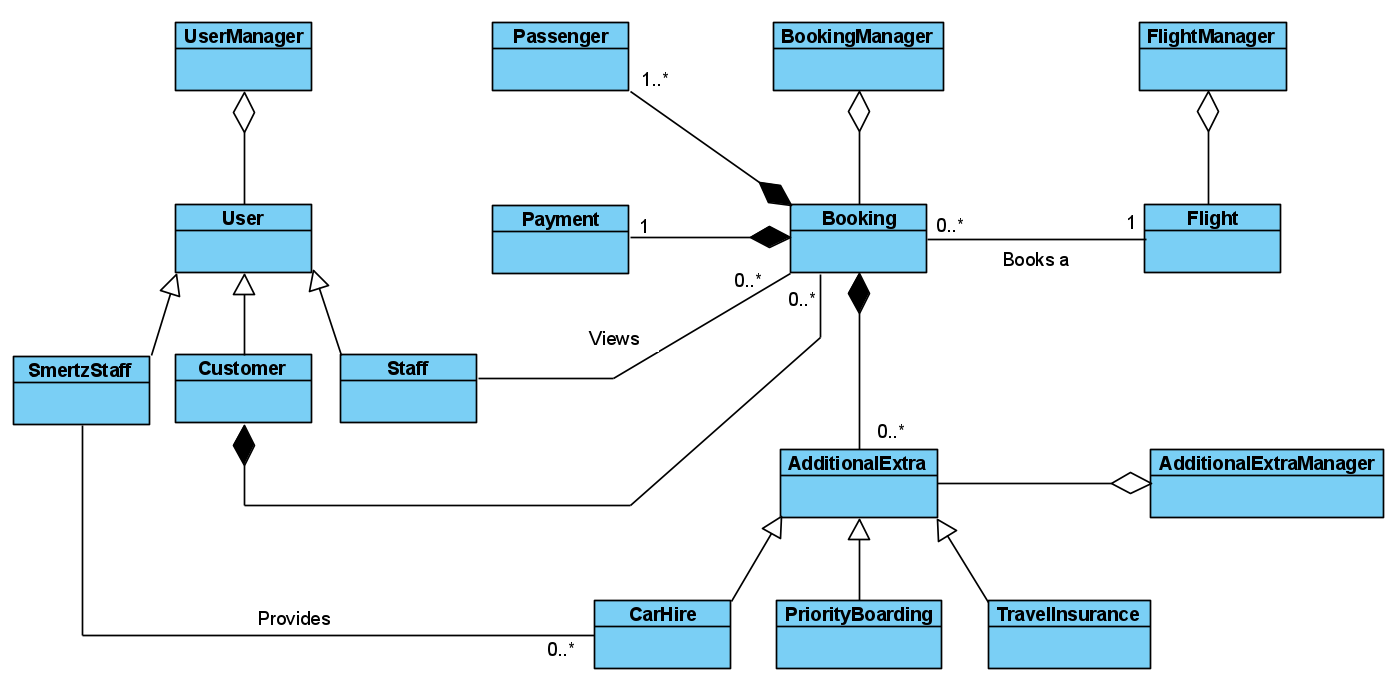 UserManager
Passenger
BookingManager
FlightManager
1..*
User
Payment
1
Booking
0..*
1
Flight
Books a
0..*
0..*
Views
SmertzStaff
Customer
Staff
0..*
AdditionalExtra
AdditionalExtraManager
Provides
0..*
CarHire
PriorityBoarding
TravelInsurance